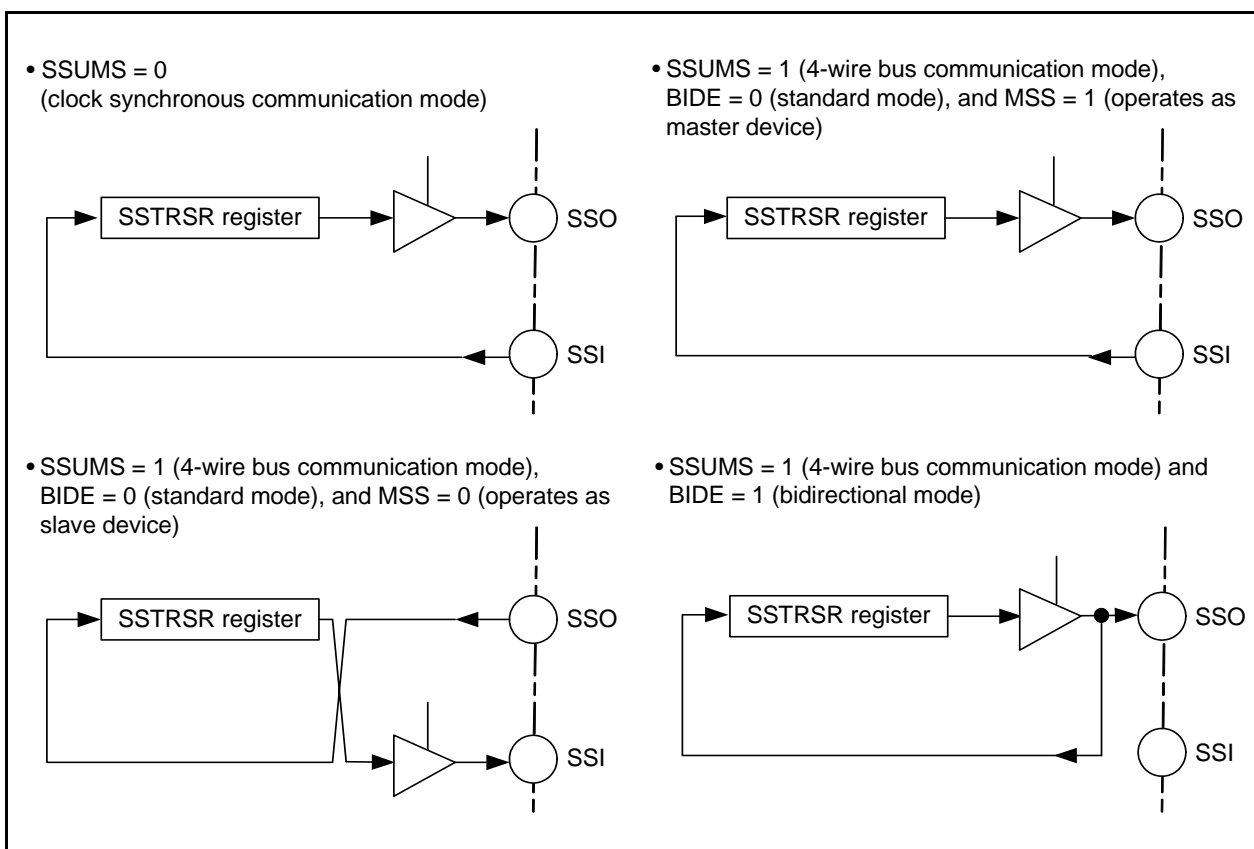 • SSUMS = 0
(clock synchronous communication mode)
SSTRSR register
SSO
SSI
• SSUMS = 1 (4-wire bus communication mode),
BIDE = 0 (standard mode), and MSS = 1 (operates as
master device)
SSTRSR register
SSO
SSI
• SSUMS = 1 (4-wire bus communication mode),
BIDE = 0 (standard mode), and MSS = 0 (operates as
slave device)
SSTRSR register
SSO
SSI
• SSUMS = 1 (4-wire bus communication mode) and
BIDE = 1 (bidirectional mode)
SSTRSR register
SSO
SSI